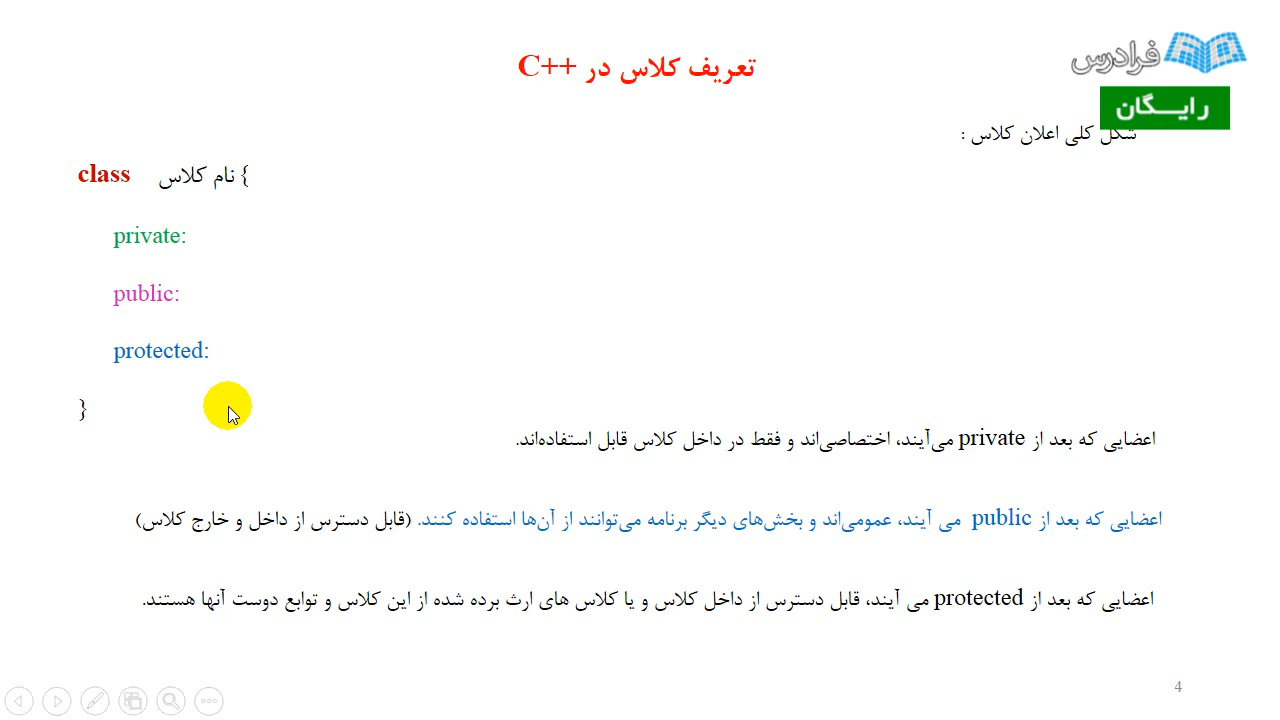 فرادرس
رایــــگان
تعریف کلاس در C++
شکل کلی اعلان کلاس :
class نام کلاس {
private:
public:
protected:
}
اعضایی که بعد از private می‌آیند، اختصاصی‌اند و فقط در داخل کلاس قابل استفاده‌اند.
اعضایی که بعد از public می آیند، عمومی‌اند و بخش‌های دیگر برنامه می‌توانند از آن‌ها استفاده کنند. (قابل دسترس از داخل و خارج کلاس)
اعضایی که بعد از protected می آیند، قابل دسترس از داخل کلاس و یا کلاس های ارث برده شده از این کلاس و توابع دوست آنها هستند.
4